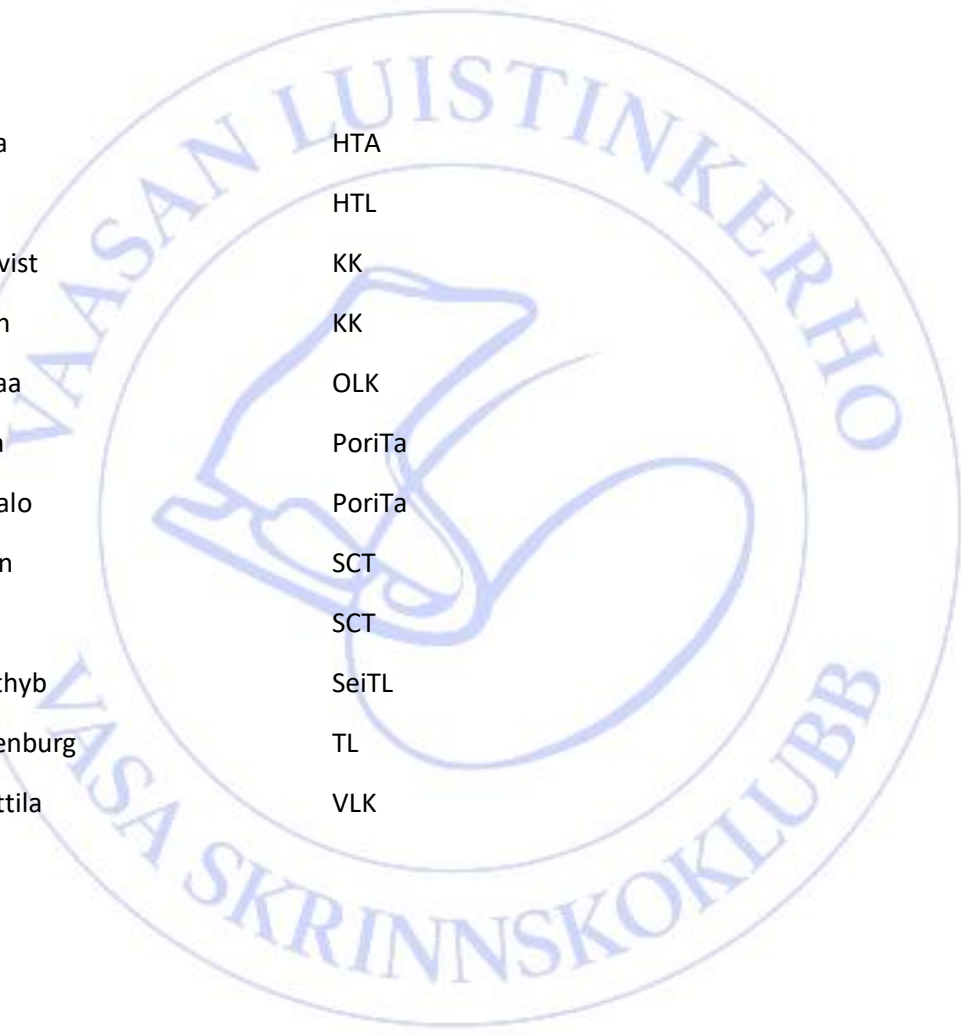 VAASAN LUISTINKERHO
a HTA
HTL
vist KK
n KK
aa OLK
n PoriTa
alo PoriTa
n SCT
SCT
thyb SeiTL
enburg TL
ttila VLK
VASA SKRINNSKOKLUBB